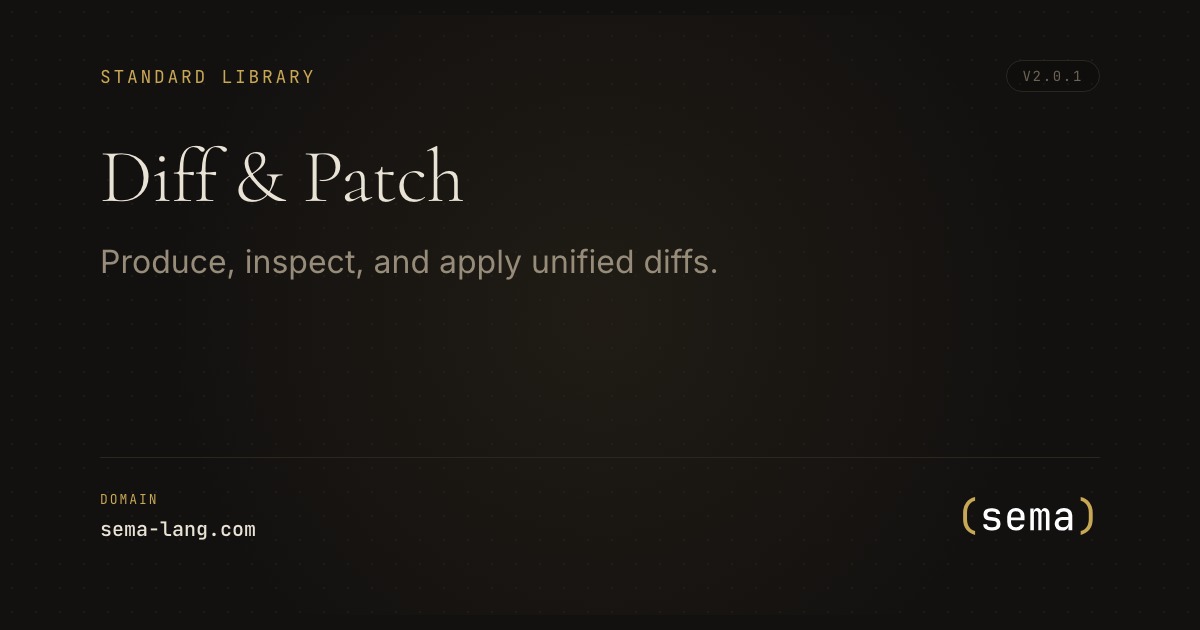 STANDARD LIBRARY
V2.0.1
Diff & Patch
Produce, inspect, and apply unified diffs.
DOMAIN
sema-lang.com
(sema)